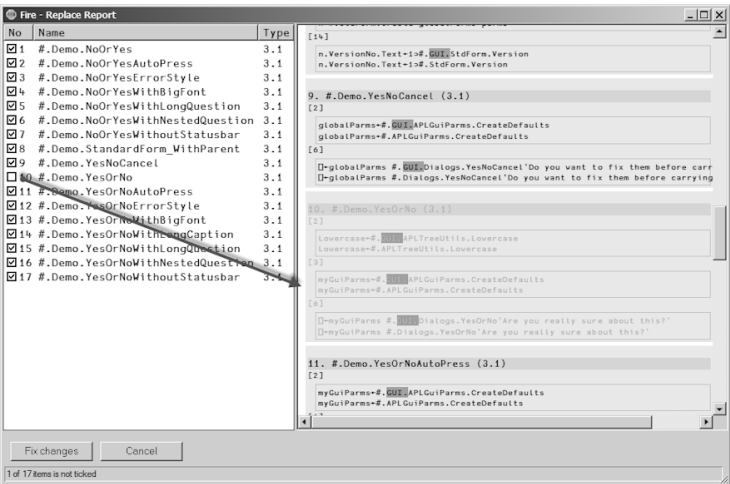 Fire - Replace Report
No Name Type
1 #.Demo.NoOrYes 3.1
2 #.Demo.NoOrYesAutoPress 3.1
3 #.Demo.NoOrYesErrorStyle 3.1
4 #.Demo.NoOrYesWithBigFont 3.1
5 #.Demo.NoOrYesWithLongQuestion 3.1
6 #.Demo.NoOrYesWithNestedQuestion 3.1
7 #.Demo.NoOrYesWithoutStatusbar 3.1
8 #.Demo.StandardForm_WithParent 3.1
9 #.Demo.YesNoCancel 3.1
10 #.Demo.YesOrNo 3.1
11 #.Demo.YesOrNoAutoPress 3.1
12 #.Demo.YesOrNoErrorStyle 3.1
13 #.Demo.YesOrNoWithBigFont 3.1
14 #.Demo.YesOrNoWithLongCaption 3.1
15 #.Demo.YesOrNoWithLongQuestion 3.1
16 #.Demo.YesOrNoWithNestedQuestion 3.1
17 #.Demo.YesOrNoWithoutStatusbar 3.1
[14]
n.VersionNo.Text←1⊃#.GUI.StdForm.Version
n.VersionNo.Text←1⊃#.StdForm.Version
9. #.Demo.YesNoCancel (3.1)
[2]
globalParms←#.GUI.APLGuiParms.CreateDefaults
globalParms←#.APLGuiParms.CreateDefaults
[6]
⎕←globalParms #.GUI.Dialogs.YesNoCancel'Do you want to fix them before carr
⎕←globalParms #.Dialogs.YesNoCancel'Do you want to fix them before carrying
10. #.Demo.YesOrNo (3.1)
[2]
Lowercase←#.GUI.APLTreeUtils.Lowercase
Lowercase←#.APLTreeUtils.Lowercase
[3]
myGuiParms←#.GUI.APLGuiParms.CreateDefaults
myGuiParms←#.APLGuiParms.CreateDefaults
[6]
⎕←myGuiParms #.GUI.Dialogs.YesOrNo'Are you really sure about this?'
⎕←myGuiParms #.Dialogs.YesOrNo'Are you really sure about this?'
11. #.Demo.YesOrNoAutoPress (3.1)
[2]
myGuiParms←#.GUI.APLGuiParms.CreateDefaults
myGuiParms←#.APLGuiParms.CreateDefaults
Fix changes Cancel
1 of 17 items is not ticked